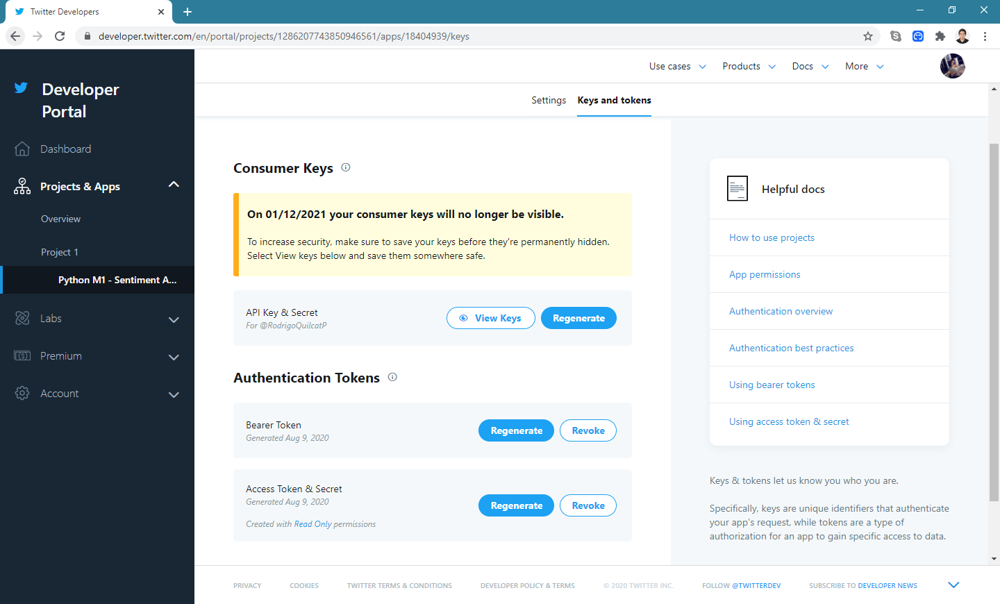 Twitter Developers
developer.twitter.com/en/portal/projects/1286207743850946561/apps/18404939/keys
Developer
Portal
Dashboard
Projects & Apps
Overview
Project 1
Python M1 - Sentiment A...
Labs
Premium
Account
Use cases
Products
Docs
More
Settings
Keys and tokens
Consumer Keys
On 01/12/2021 your consumer keys will no longer be visible.
To increase security, make sure to save your keys before they're permanently hidden.
Select View keys below and save them somewhere safe.
API Key & Secret
For @RodrigoQuilcatP
View Keys
Regenerate
Authentication Tokens
Bearer Token
Generated Aug 9, 2020
Regenerate
Revoke
Access Token & Secret
Generated Aug 9, 2020
Created with Read Only permissions
Regenerate
Revoke
Helpful docs
How to use projects
App permissions
Authentication overview
Authentication best practices
Using bearer tokens
Using access token & secret
Keys & tokens let us know you who you are.
Specifically, keys are unique identifiers that authenticate
your app's request, while tokens are a type of
authorization for an app to gain specific access to data.
PRIVACY
COOKIES
TWITTER TERMS & CONDITIONS
DEVELOPER POLICY & TERMS
© 2020 TWITTER INC.
FOLLOW @TWITTERDEV
SUBSCRIBE TO DEVELOPER NEWS